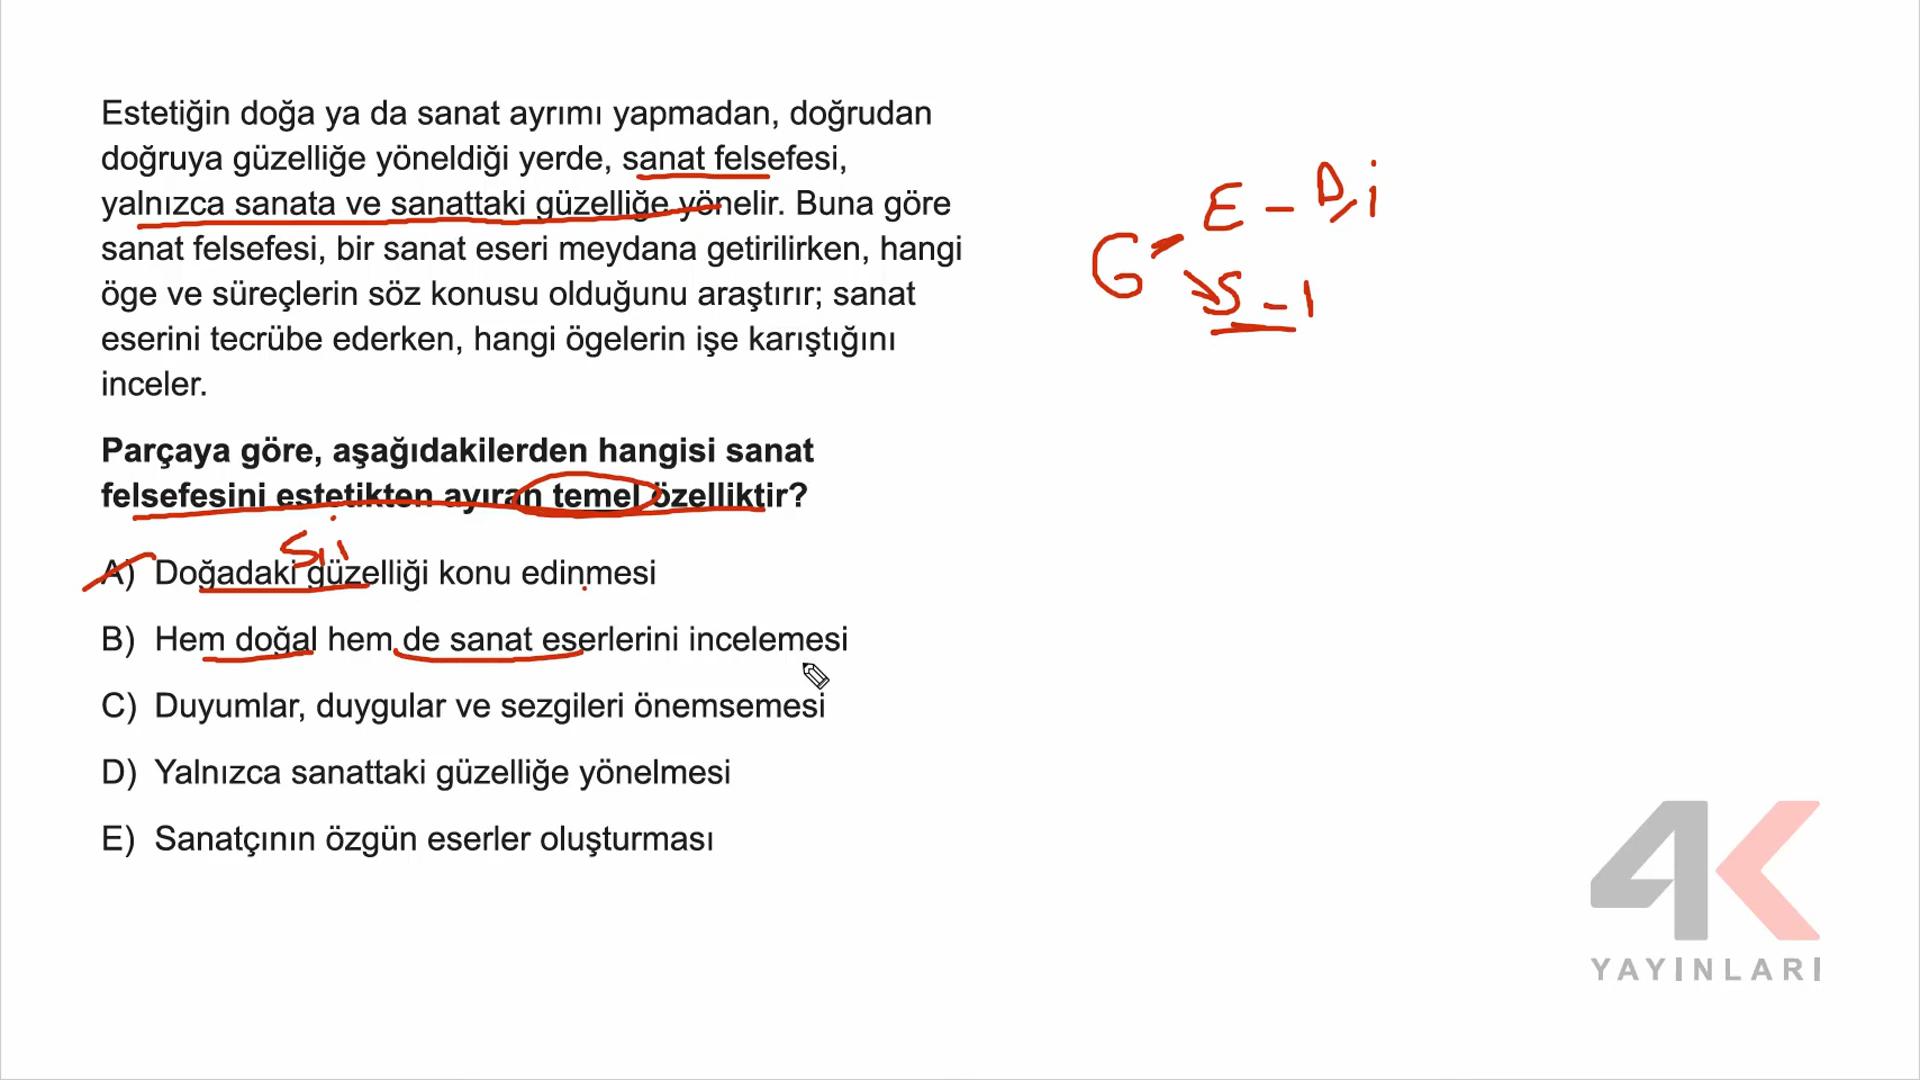 Estetiğin doğa ya da sanat ayrımı yapmadan, doğrudan
doğruya güzelliğe yöneldiği yerde, sanat felsefesi,
yalnızca sanata ve sanattaki güzelliğe yönelir. Buna göre
sanat felsefesi, bir sanat eseri meydana getirilirken, hangi
öge ve süreçlerin söz konusu olduğunu araştırır; sanat
eserini tecrübe ederken, hangi ögelerin işe karıştığını
inceler.
Parçaya göre, aşağıdakilerden hangisi sanat
felsefesini estetikten ayıran temel özelliktir?
A) Doğadaki güzelliği konu edinmesi
B) Hem doğal hem de sanat eserlerini incelemesi
C) Duyumlar, duygular ve sezgileri önemsemesi
D) Yalnızca sanattaki güzelliğe yönelmesi
E) Sanatçının özgün eserler oluşturması
E -
G
S - 1
4K
YAYINLARI